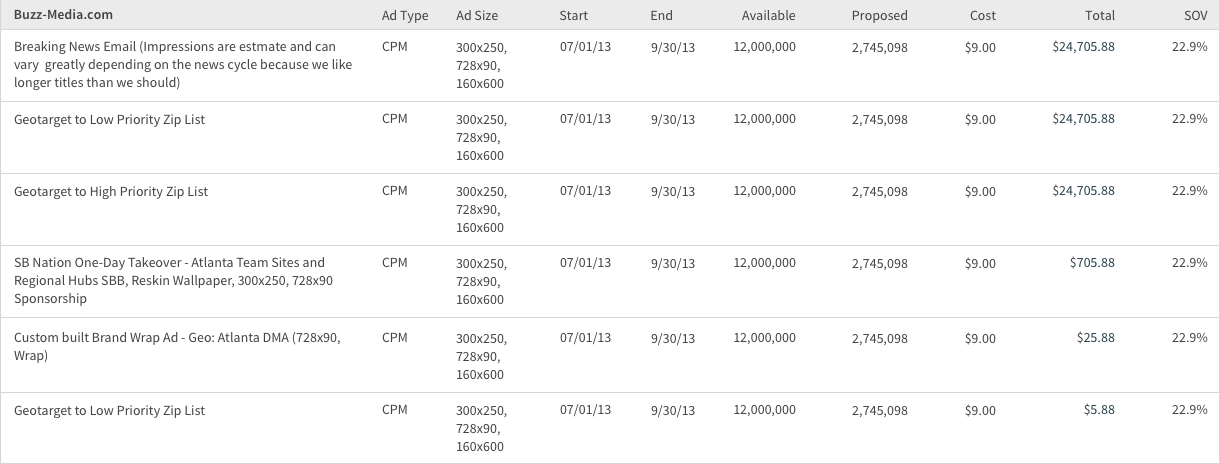 Buzz-Media.com Ad Type Ad Size Start End Available Proposed Cost Total SOV
Breaking News Email (Impressions are estmate and can CPM 300x250, 07/01/13 9/30/13 12,000,000 2,745,098 $9.00 $24,705.88 22.9%
vary greatly depending on the news cycle because we like 728x90,
longer titles than we should) 160x600
Geotarget to Low Priority Zip List CPM 300x250, 07/01/13 9/30/13 12,000,000 2,745,098 $9.00 $24,705.88 22.9%
728x90,
160x600
Geotarget to High Priority Zip List CPM 300x250, 07/01/13 9/30/13 12,000,000 2,745,098 $9.00 $24,705.88 22.9%
728x90,
160x600
SB Nation One-Day Takeover - Atlanta Team Sites and CPM 300x250, 07/01/13 9/30/13 12,000,000 2,745,098 $9.00 $705.88 22.9%
Regional Hubs SBB, Reskin Wallpaper, 300x250, 728x90 728x90,
Sponsorship 160x600
Custom built Brand Wrap Ad - Geo: Atlanta DMA (728x90, CPM 300x250, 07/01/13 9/30/13 12,000,000 2,745,098 $9.00 $25.88 22.9%
Wrap) 728x90,
160x600
Geotarget to Low Priority Zip List CPM 300x250, 07/01/13 9/30/13 12,000,000 2,745,098 $9.00 $5.88 22.9%
728x90,
160x600